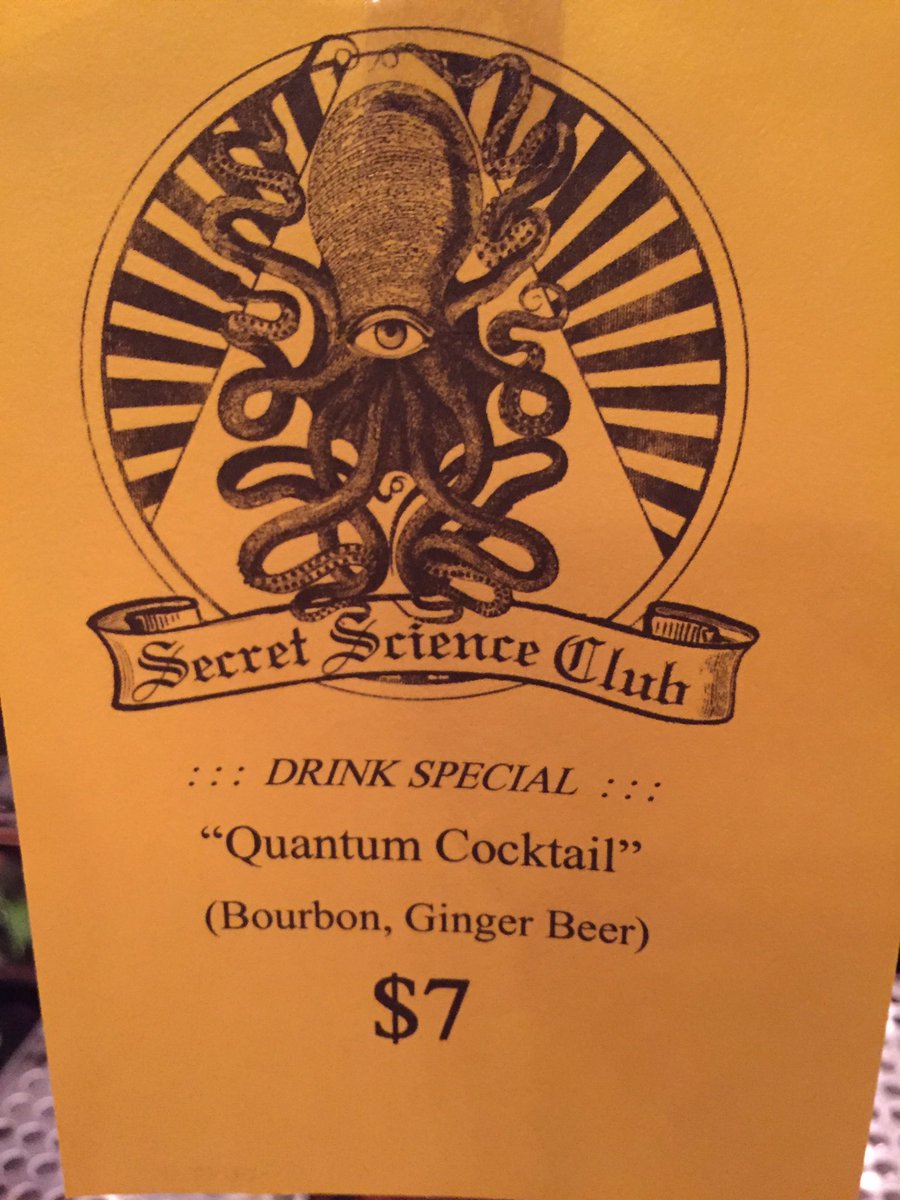 Secret Science Club
: : : DRINK SPECIAL : : :
“Quantum Cocktail”
(Bourbon, Ginger Beer)
$7